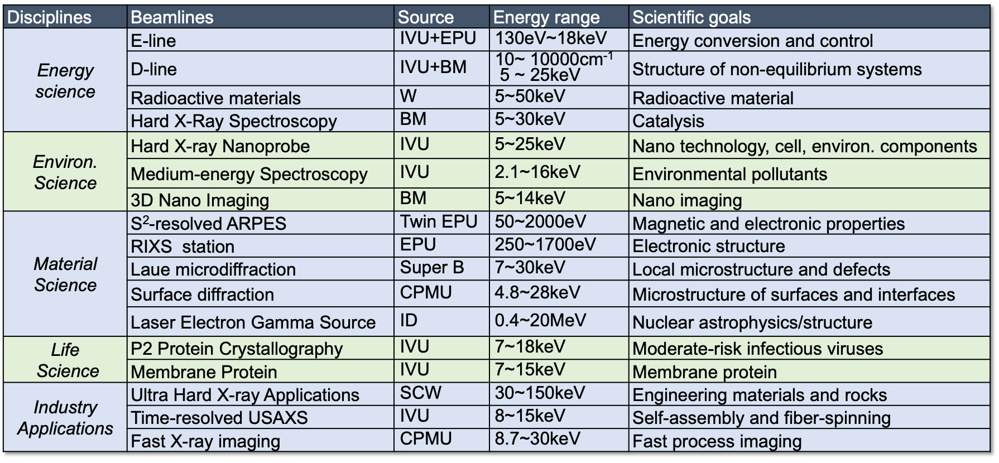 Disciplines Beamlines Source Energy range Scientific goals
Energy science
E-line IVU+EPU 130eV~18keV Energy conversion and control
D-line IVU+BM 10~ 10000cm-1 5 ~ 25keV Structure of non-equilibrium systems
Radioactive materials W 5~50keV Radioactive material
Hard X-Ray Spectroscopy BM 5~30keV Catalysis
Environ. Science
Hard X-ray Nanoprobe IVU 5~25keV Nano technology, cell, environ. components
Medium-energy Spectroscopy IVU 2.1~16keV Environmental pollutants
3D Nano Imaging BM 5~14keV Nano imaging
Material Science
S2-resolved ARPES Twin EPU 50~2000eV Magnetic and electronic properties
RIXS station EPU 250~1700eV Electronic structure
Laue microdiffraction Super B 7~30keV Local microstructure and defects
Surface diffraction CPMU 4.8~28keV Microstructure of surfaces and interfaces
Laser Electron Gamma Source ID 0.4~20MeV Nuclear astrophysics/structure
Life Science
P2 Protein Crystallography IVU 7~18keV Moderate-risk infectious viruses
Membrane Protein IVU 7~15keV Membrane protein
Industry Applications
Ultra Hard X-ray Applications SCW 30~150keV Engineering materials and rocks
Time-resolved USAXS IVU 8~15keV Self-assembly and fiber-spinning
Fast X-ray imaging CPMU 8.7~30keV Fast process imaging